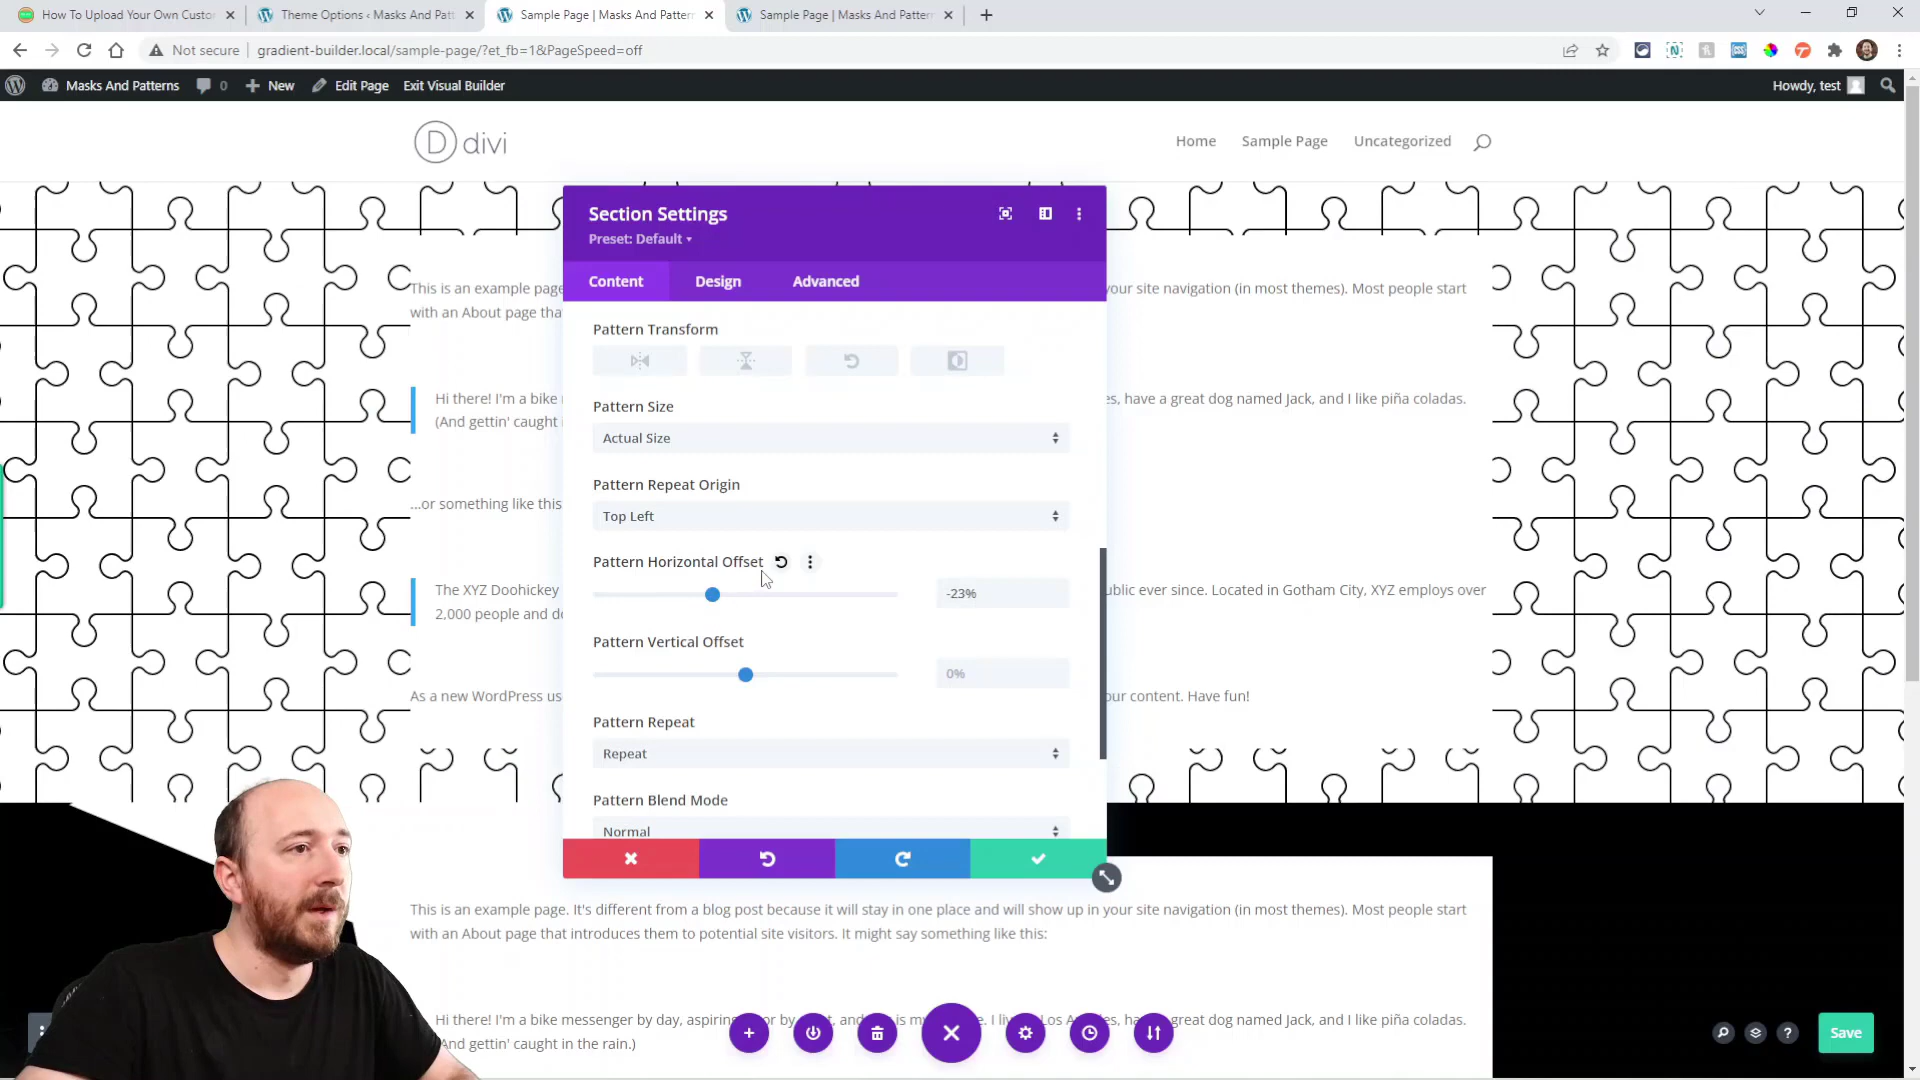 How To Upload Your Own Custo
Theme Options ‹ Masks And Patt
Sample Page | Masks And Pattern
Sample Page | Masks And Pattern
Not secure
gradient-builder.local/sample-page/?et_fb=1&PageSpeed=off
Masks And Patterns
0
New
Edit Page
Exit Visual Builder
Howdy, test
D divi
Home
Sample Page
Uncategorized
Section Settings
Preset: Default
Content
Design
Advanced
This is an example page
your site navigation (in most themes). Most people start
with an About page
Pattern Transform
Hi there! I'm a bike
have a great dog named Jack, and I like piña coladas.
(And gettin' caught
Pattern Size
Actual Size
Pattern Repeat Origin
...or something like this
Top Left
Pattern Horizontal Offset
-23%
The XYZ Doohickey
ever since. Located in Gotham City, XYZ employs over
2,000 people and
Pattern Vertical Offset
0%
As a new WordPress
your content. Have fun!
Pattern Repeat
Repeat
Pattern Blend Mode
Normal
This is an example page. It's different from a blog post because it will stay in one place and will show up in your site navigation (in most themes). Most people start
with an About page that introduces them to potential site visitors. It might say something like this:
Hi there! I'm a bike messenger by day, aspiring
great dog named Jack, and I like piña coladas.
(And gettin' caught in the rain.)
Save